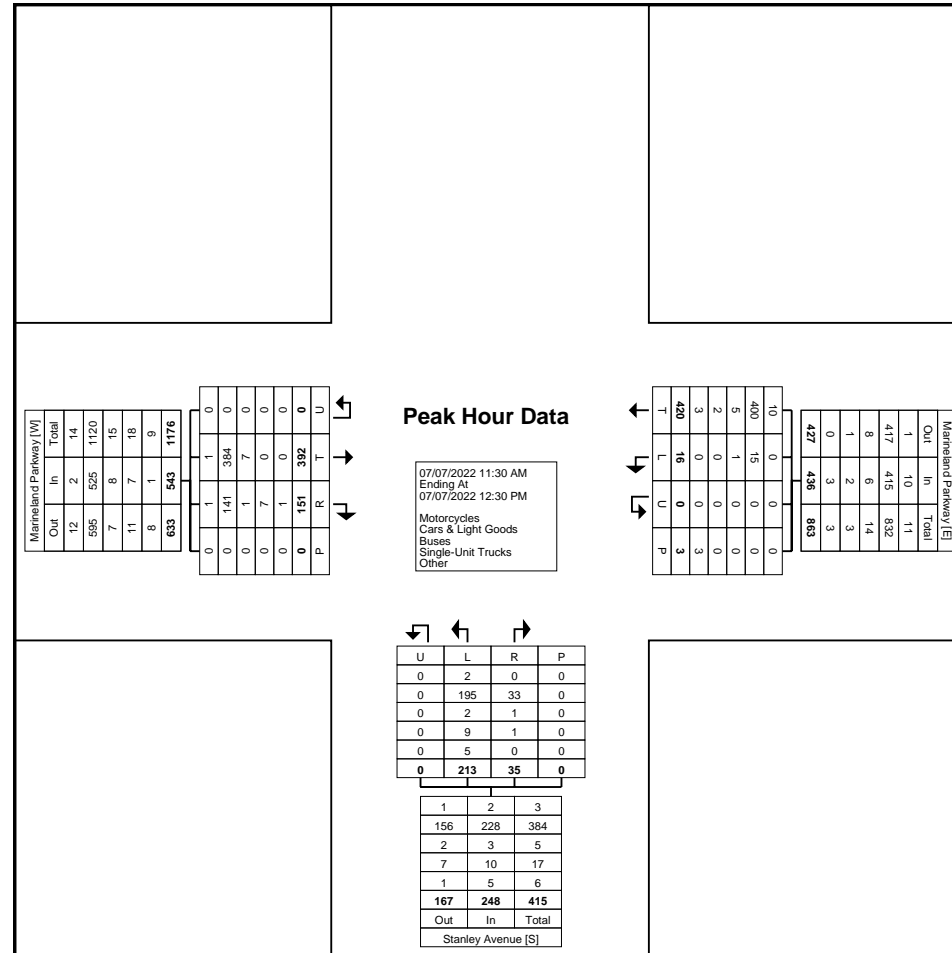 Peak Hour Data
07/07/2022 11:30 AM
Ending At
07/07/2022 12:30 PM
Motorcycles
Cars & Light Goods
Buses
Single-Unit Trucks
Other
U T R P
0 392 151 0
0 0 1 0
0 0 7 0
0 7 1 0
0 384 141 0
0 1 1 0
1176 543 633
9 1 8
18 7 11
15 8 7
1120 525 595
14 2 12
Total In Out
Marineland Parkway [W]
Marineland Parkway [E]
Out In Total
1 10 11
417 415 832
8 6 14
1 2 3
0 3 3
427 436 863
10 0 0 0
400 15 0 0
5 1 0 0
2 0 0 0
3 0 0 3
420 16 0 3
T L U P
U L R P
0 2 0 0
0 195 33 0
0 2 1 0
0 9 1 0
0 5 0 0
0 213 35 0
1 2 3
156 228 384
2 3 5
7 10 17
1 5 6
167 248 415
Out In Total
Stanley Avenue [S]